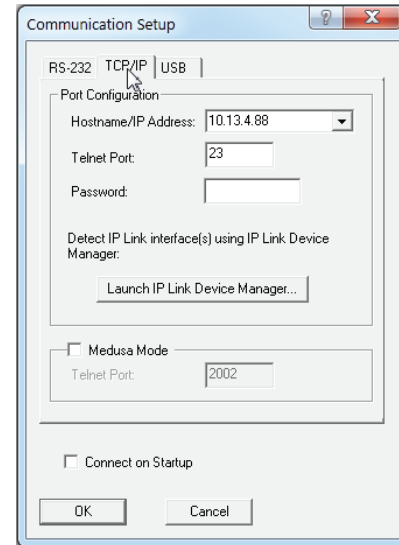 Communication Setup
RS-232 TCP/IP USB
Port Configuration
Hostname/IP Address: 10.13.4.88
Telnet Port: 23
Password:
Detect IP Link interface(s) using IP Link Device
Manager:
Launch IP Link Device Manager...
Medusa Mode
Telnet Port: 2002
Connect on Startup
OK Cancel